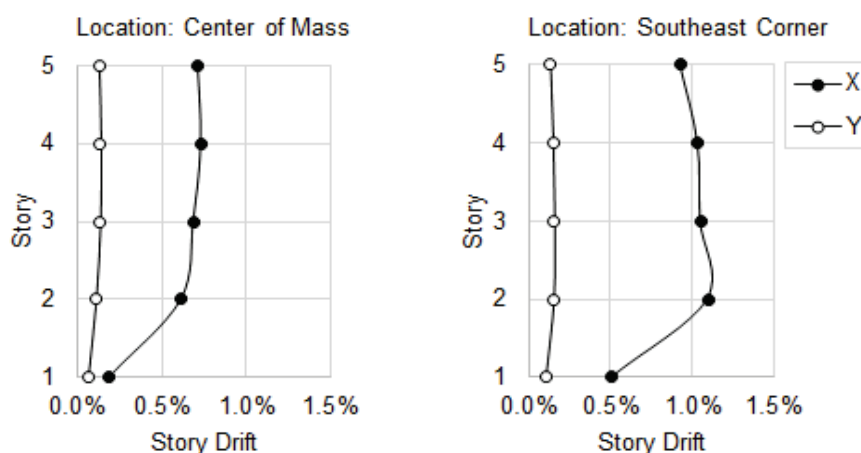 Location: Center of Mass
5
4
3
2
1
Story
0.0% 0.5% 1.0% 1.5%
Story Drift
Location: Southeast Corner
5
4
3
2
1
Story
0.0% 0.5% 1.0% 1.5%
Story Drift
X
Y